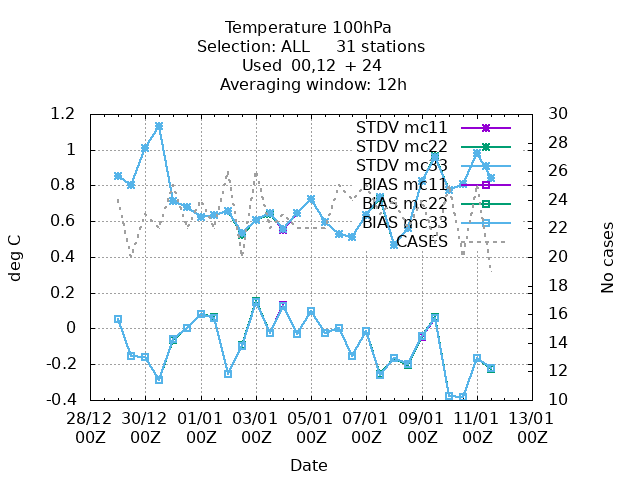 Temperature 100hPa
Selection: ALL 31 stations
Used 00,12 + 24
Averaging window: 12h
1.2
1
0.8
0.6
0.4
0.2
0
-0.2
-0.4
deg C
30
28
26
24
22
20
18
16
14
12
10
No cases
STDV mc11
STDV mc22
STDV mc33
BIAS mc11
BIAS mc22
BIAS mc33
CASES
28/12 30/12 01/01 03/01 05/01 07/01 09/01 11/01 13/01
00Z 00Z 00Z 00Z 00Z 00Z 00Z 00Z 00Z
Date